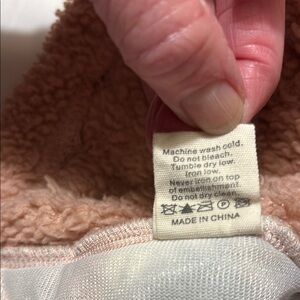 Machine wash cold.
Do not bleach.
Tumble dry low.
Iron low.
Never iron on top
of embellishment.
Do not dry clean.
P
MADE IN CHINA